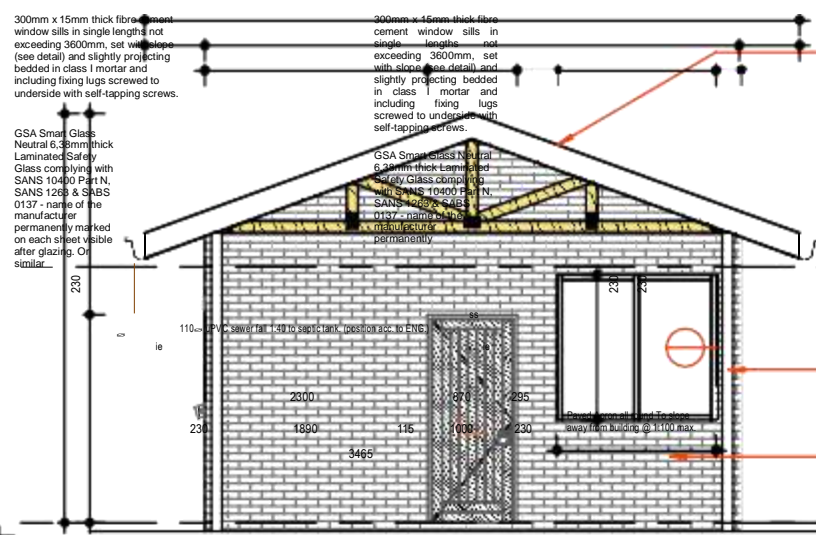 300mm x 15mm thick fibre cement
window sills in single lengths not
exceeding 3600mm, set with slope
(see detail) and slightly projecting
bedded in class I mortar and
including fixing lugs screwed to
underside with self-tapping screws.
GSA Smart Glass
Neutral 6,38mm thick
Laminated Safety
Glass complying with
SANS 10400 Part N,
SANS 1263 & SABS
0137 - name of the
manufacturer
permanently marked
on each sheet visible
after glazing. Or
similar
300mm x 15mm thick fibre
cement window sills in
single lengths not
exceeding 3600mm, set
with slope (see detail) and
slightly projecting bedded
in class I mortar and
including fixing lugs
screwed to underside with
self-tapping screws.
GSA Smart Glass Neutral
6,38mm thick Laminated
Safety Glass complying
with SANS 10400 Part N,
SANS 1263 & SABS
0137 - name of the
manufacturer
permanently
230
230
230
ss
110 UPVC sewer fall 1:40 to septic tank. (position acc. to ENG.)
ie
ie
2300
870
295
Paved apron all round To slope
away from building @ 1:100 max.
230
1890
115
1000
230
3465